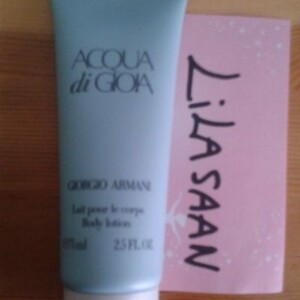 ACQUA
di GIOIA
GIORGIO ARMANI
Lait pour le corps
Body lotion
75ml 2.5 FL. OZ.
LiLASAAN